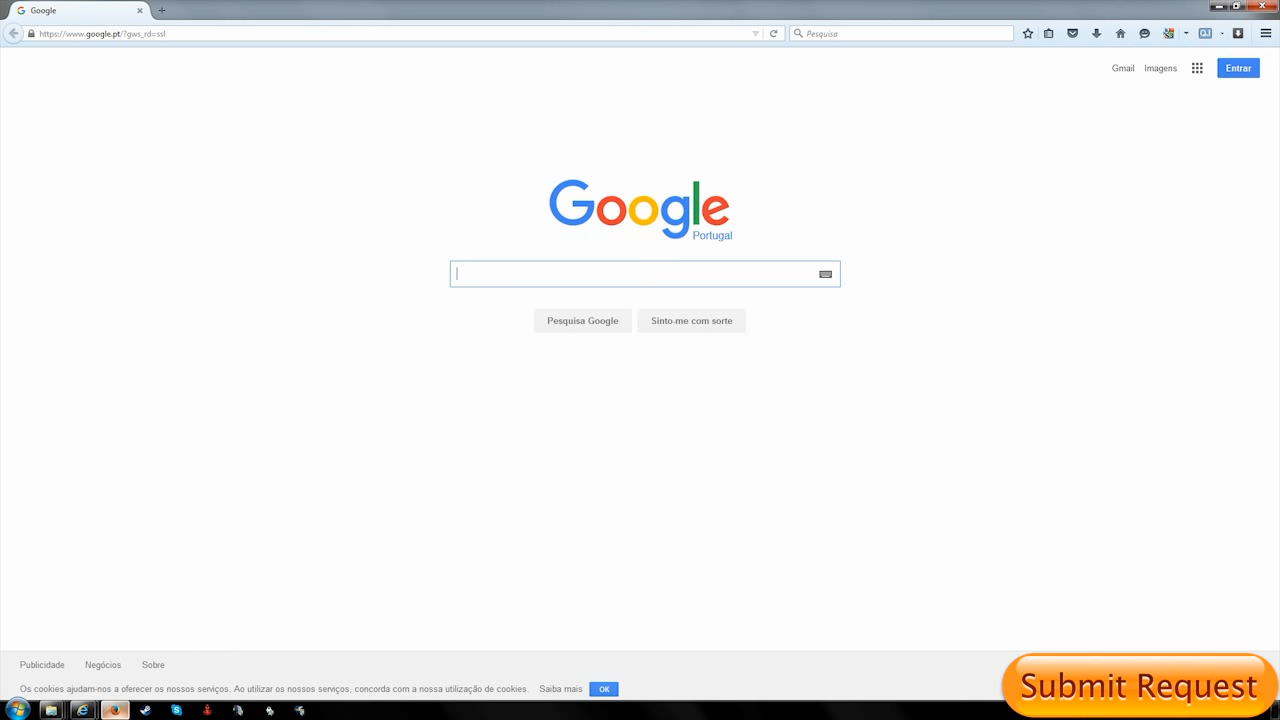 Google
https://www.google.pt/?gws_rd=ssl
Pesquisa
Gmail Imagens Entrar
Google
Portugal
Pesquisa Google Sinto-me com sorte
Publicidade Negócios Sobre
Os cookies ajudam-nos a oferecer os nossos serviços. Ao utilizar os nossos serviços, concorda com a nossa utilização de cookies. Saiba mais OK
Submit Request